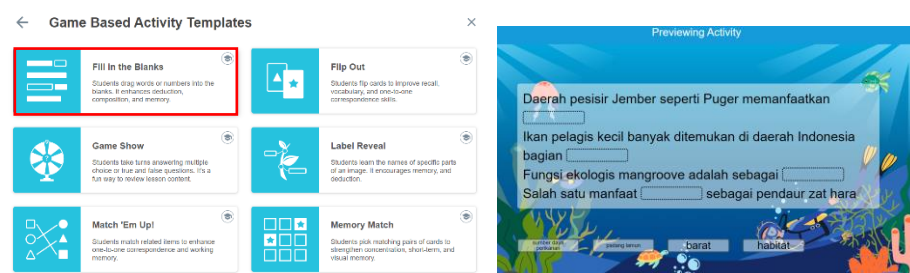 Game Based Activity Templates
Fill in the Blanks
Students drag words or numbers into the
blanks. It enhances deduction,
composition, and memory.
Flip Out
Students flip cards to improve recall,
vocabulary, and one-to-one
correspondence skills.
Game Show
Students take turns answering multiple
choice or true and false questions. It's a
fun way to review lesson content.
Label Reveal
Students learn the names of specific parts
of an image. It encourages memory, and
deduction.
Match 'Em Up!
Students match related items to enhance
one-to-one correspondence and working
memory.
Memory Match
Students pick matching pairs of cards to
strengthen concentration, short-term, and
visual memory.
Previewing Activity
Daerah pesisir Jember seperti Puger memanfaatkan
Ikan pelagis kecil banyak ditemukan di daerah Indonesia
bagian
Fungsi ekologis mangroove adalah sebagai
Salah satu manfaat sebagai pendaur zat hara
sumber daya
perikanan
padang lamun
barat
habitat